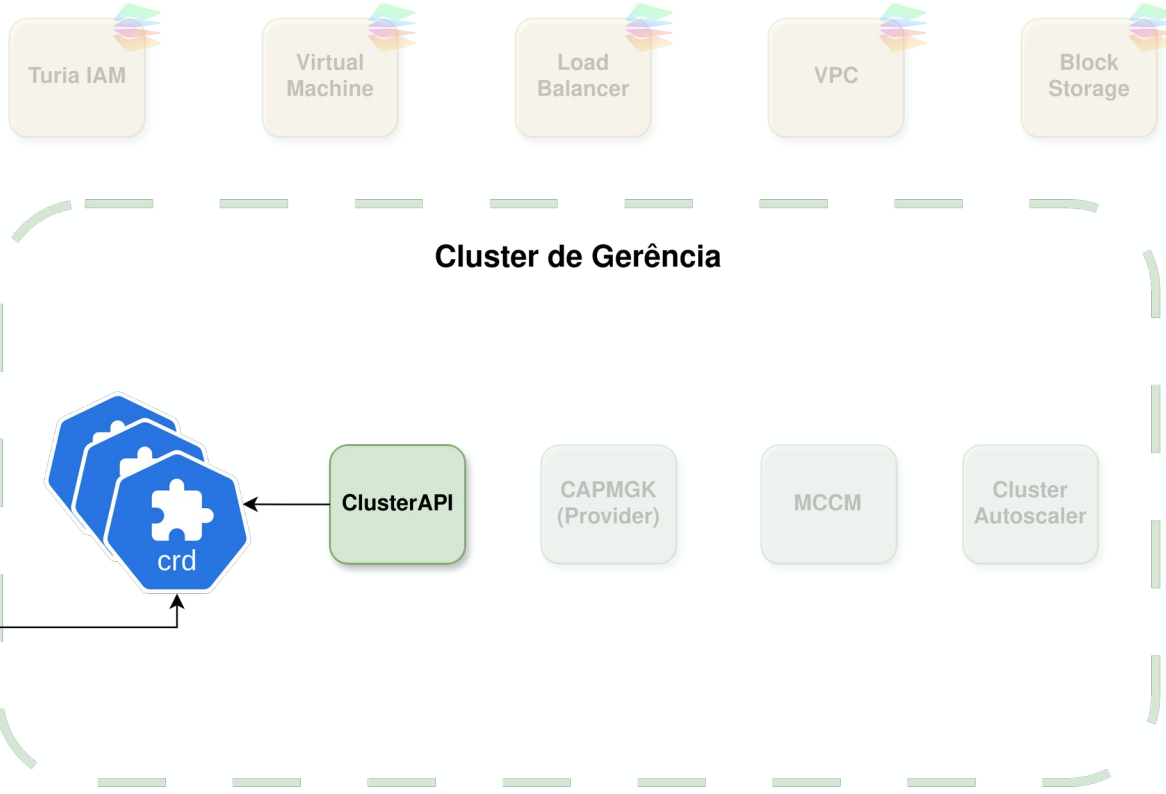 Turia IAM
Virtual
Machine
Load
Balancer
VPC
Block
Storage
Cluster de Gerência
crd
ClusterAPI
CAPMGK
(Provider)
MCCM
Cluster
Autoscaler